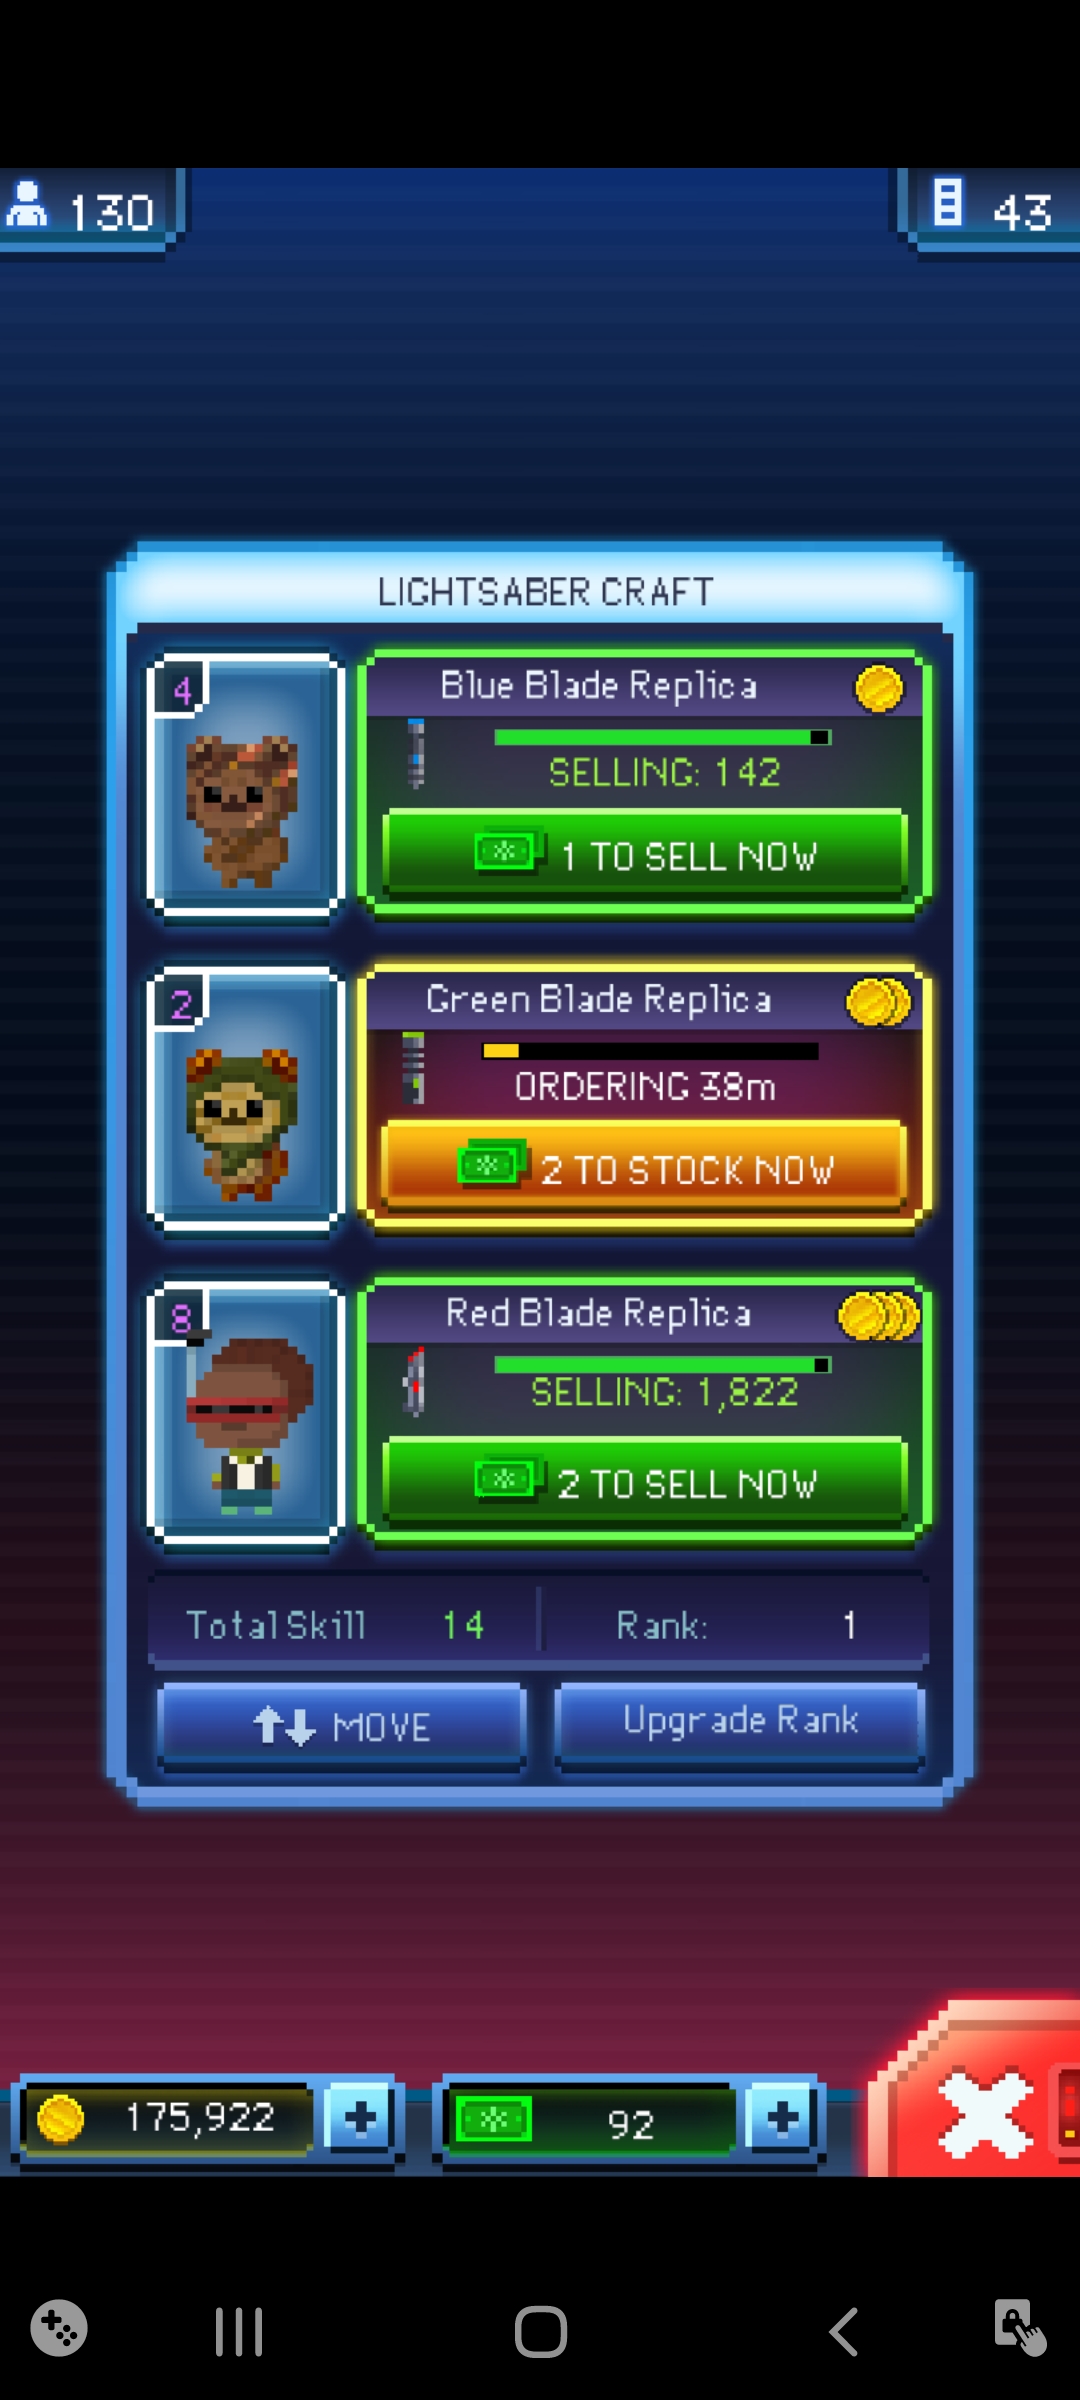 130
43
LIGHTSABER CRAFT
4
Blue Blade Replica
SELLING: 142
1 TO SELL NOW
2
Green Blade Replica
ORDERING 38m
2 TO STOCK NOW
8
Red Blade Replica
SELLING: 1,822
2 TO SELL NOW
Total Skill 14 Rank: 1
MOVE Upgrade Rank
175,922 92